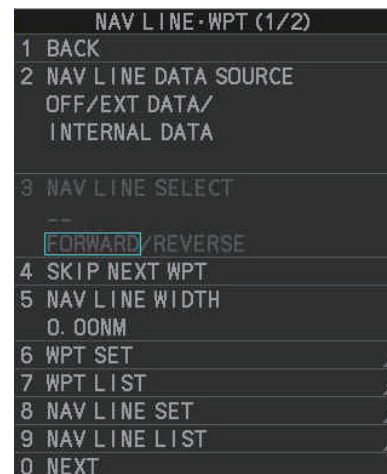 NAV LINE·WPT (1/2)
1 BACK
2 NAV LINE DATA SOURCE
OFF/EXT DATA/
INTERNAL DATA
3 NAV LINE SELECT
--
FORWARD/REVERSE
4 SKIP NEXT WPT
5 NAV LINE WIDTH
0.00NM
6 WPT SET
7 WPT LIST
8 NAV LINE SET
9 NAV LINE LIST
0 NEXT